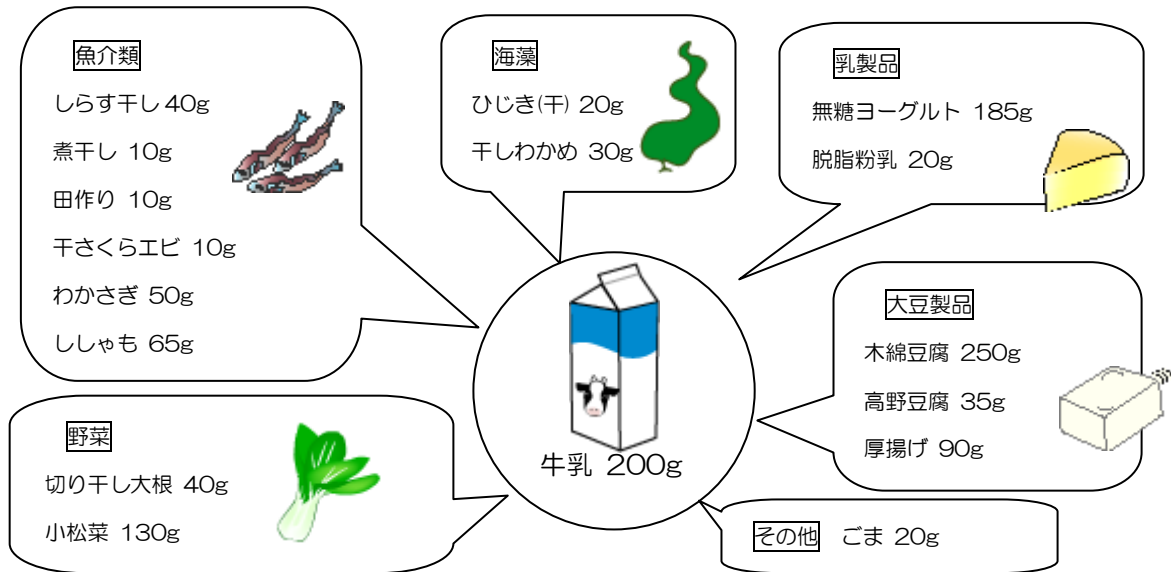 魚介類
しらす干し 40g
煮干し 10g
田作り 10g
干さくらエビ 10g
わかさぎ 50g
ししゃも 65g
海藻
ひじき(干) 20g
干しわかめ 30g
乳製品
無糖ヨーグルト 185g
脱脂粉乳 20g
大豆製品
木綿豆腐 250g
高野豆腐 35g
厚揚げ 90g
牛乳 200g
野菜
切り干し大根 40g
小松菜 130g
その他 ごま 20g